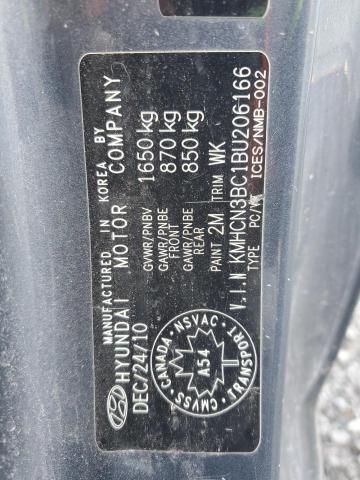 MANUFACTURED IN KOREA BY
HYUNDAI MOTOR COMPANY
DEC/24/10
GVWR/PNBV 1650 kg
GAWR/PNBE FRONT 870 kg
GAWR/PNBE REAR 850 kg
PAINT 2M TRIM WK
V.I.N KMHCN3BC1BU206166
TYPE PC/VP ICES/NMB-002
CANADA NSVAC
A54
CMVSS TRANSPORT